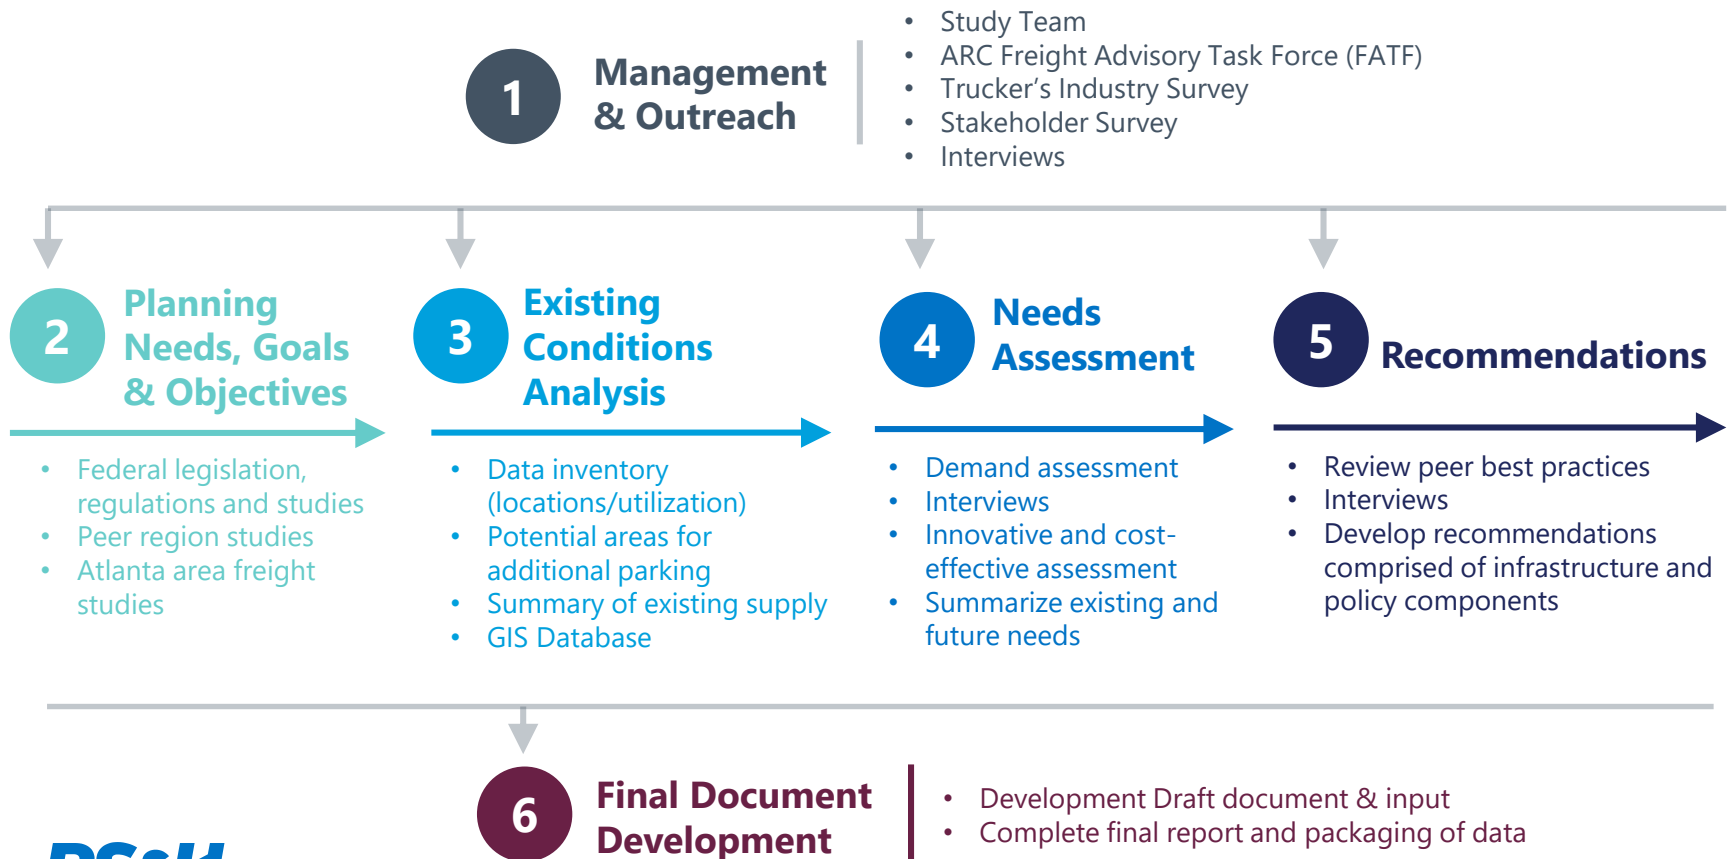 1
Management
& Outreach
• Study Team
• ARC Freight Advisory Task Force (FATF)
• Trucker's Industry Survey
• Stakeholder Survey
• Interviews
2
Planning
Needs, Goals
& Objectives
• Federal legislation,
regulations and studies
• Peer region studies
• Atlanta area freight
studies
3
Existing
Conditions
Analysis
• Data inventory
(locations/utilization)
• Potential areas for
additional parking
• Summary of existing supply
• GIS Database
4
Needs
Assessment
• Demand assessment
• Interviews
• Innovative and cost-
effective assessment
• Summarize existing and
future needs
5
Recommendations
• Review peer best practices
• Interviews
• Develop recommendations
comprised of infrastructure and
policy components
6
Final Document
Development
• Development Draft document & input
• Complete final report and packaging of data